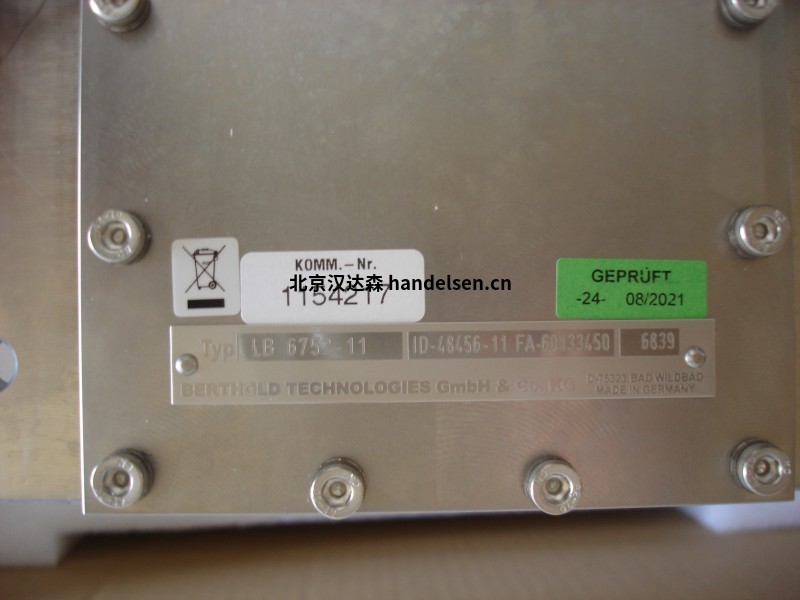 KOMM.–Nr.
1154217
北京汉达森 handelsen.cn
GEPRÜFT
-24- 08/2021
Typ LB 675 -11 ID-48456-11 FA-60133450 6839
BERTHOLD TECHNOLOGIES GmbH & Co. KG
D-75323 BAD WILDBAD
MADE IN GERMANY